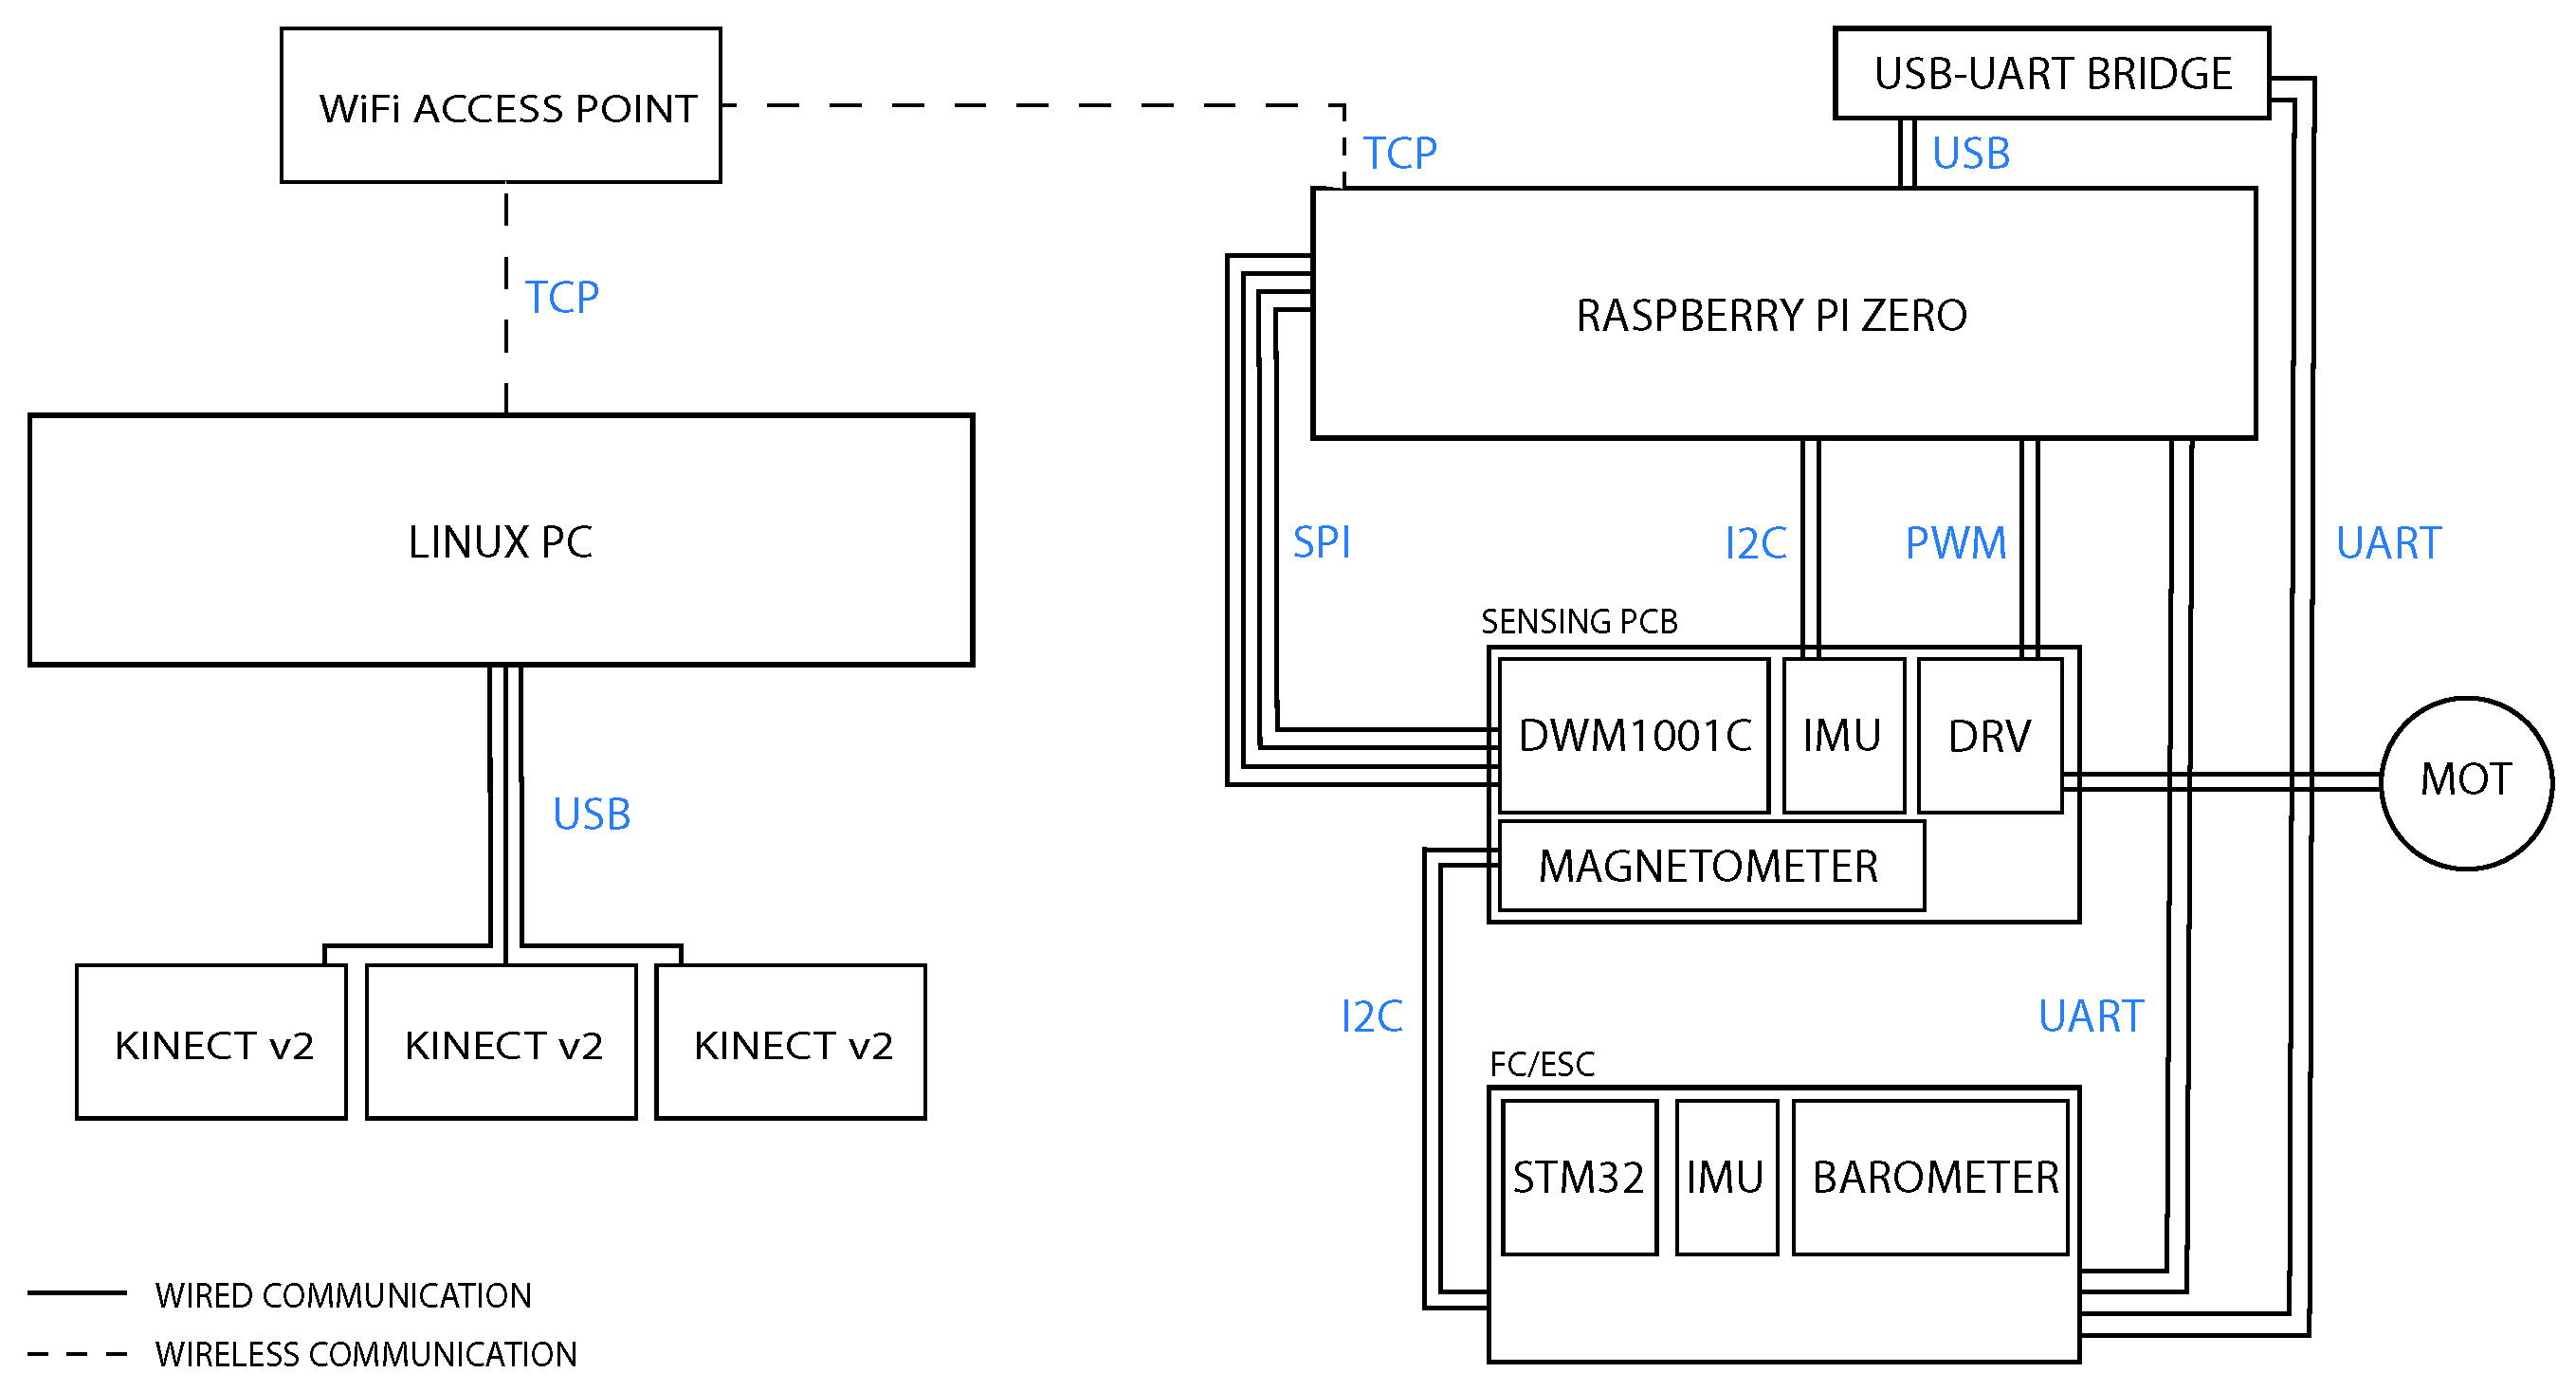 WiFi ACCESS POINT
USB-UART BRIDGE
TCP
USB
TCP
RASPBERRY PI ZERO
LINUX PC
SPI
I2C
PWM
UART
SENSING PCB
DWM1001C
IMU
DRV
MOT
USB
MAGNETOMETER
KINECT v2
KINECT v2
KINECT v2
I2C
UART
FC/ESC
STM32
IMU
BAROMETER
WIRED COMMUNICATION
WIRELESS COMMUNICATION